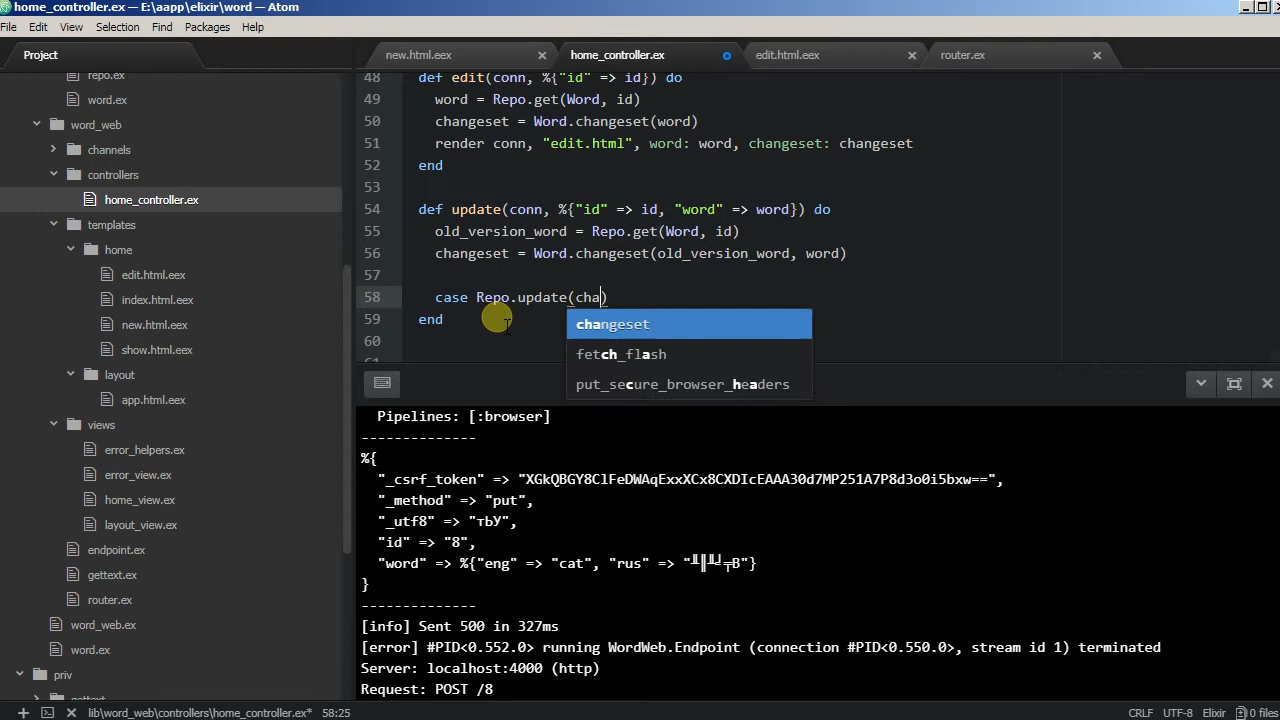 home_controller.ex — E:\aapp\elixir\word — Atom
File Edit View Selection Find Packages Help
Project
new.html.eex
home_controller.ex
edit.html.eex
router.ex
repo.ex
word.ex
word_web
channels
controllers
home_controller.ex
templates
home
edit.html.eex
index.html.eex
new.html.eex
show.html.eex
layout
app.html.eex
views
error_helpers.ex
error_view.ex
home_view.ex
layout_view.ex
endpoint.ex
gettext.ex
router.ex
word_web.ex
word.ex
priv
gettext
48 def edit(conn, %{"id" => id}) do
49 word = Repo.get(Word, id)
50 changeset = Word.changeset(word)
51 render conn, "edit.html", word: word, changeset: changeset
52 end
53
54 def update(conn, %{"id" => id, "word" => word}) do
55 old_version_word = Repo.get(Word, id)
56 changeset = Word.changeset(old_version_word, word)
57
58 case Repo.update(cha)
59 end
60
61
changeset
fetch_flash
put_secure_browser_headers
Pipelines: [:browser]
--------------
%{
"_csrf_token" => "XGkQBGY8ClFeDWAqExxXCx8CXDIcEAAA30d7MP251A7P8d3o0i5bxw==",
"_method" => "put",
"_utf8" => "тЬУ",
"id" => "8",
"word" => %{"eng" => "cat", "rus" => "╨║╨╛╤В"}
}
--------------
[info] Sent 500 in 327ms
[error] #PID<0.552.0> running WordWeb.Endpoint (connection #PID<0.550.0>, stream id 1) terminated
Server: localhost:4000 (http)
Request: POST /8
lib\word_web\controllers\home_controller.ex* 58:25
CRLF UTF-8 Elixir 0 files